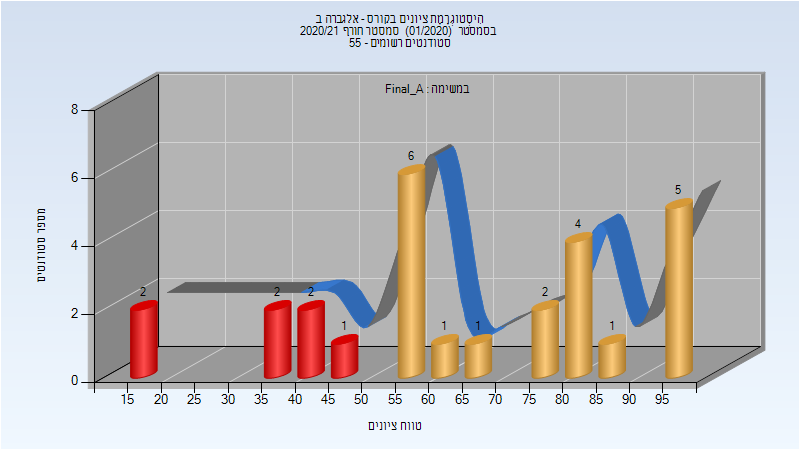 היסטוגרמת ציונים בקורס - אלגברה ב
בסמסטר (01/2020) סמסטר חורף 2020/21
סטודנטים רשומים - 55
במשימה : Final_A
מספר סטודנטים
8
6
4
2
0
2
2
2
1
6
1
1
2
4
1
5
15 20 25 30 35 40 45 50 55 60 65 70 75 80 85 90 95
טווח ציונים